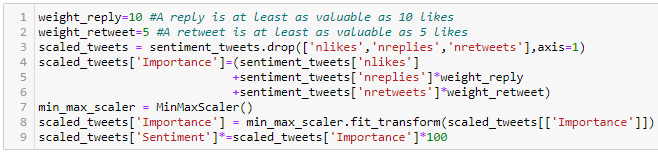 1 weight_reply=10 #A reply is at least as valuable as 10 likes
2 weight_retweet=5 #A retweet is at least as valuable as 5 likes
3 scaled_tweets = sentiment_tweets.drop(['nlikes','nreplies','nretweets'],axis=1)
4 scaled_tweets['Importance']=(sentiment_tweets['nlikes']
5 +sentiment_tweets['nreplies']*weight_reply
6 +sentiment_tweets['nretweets']*weight_retweet)
7 min_max_scaler = MinMaxScaler()
8 scaled_tweets['Importance'] = min_max_scaler.fit_transform(scaled_tweets[['Importance']])
9 scaled_tweets['Sentiment']*=scaled_tweets['Importance']*100